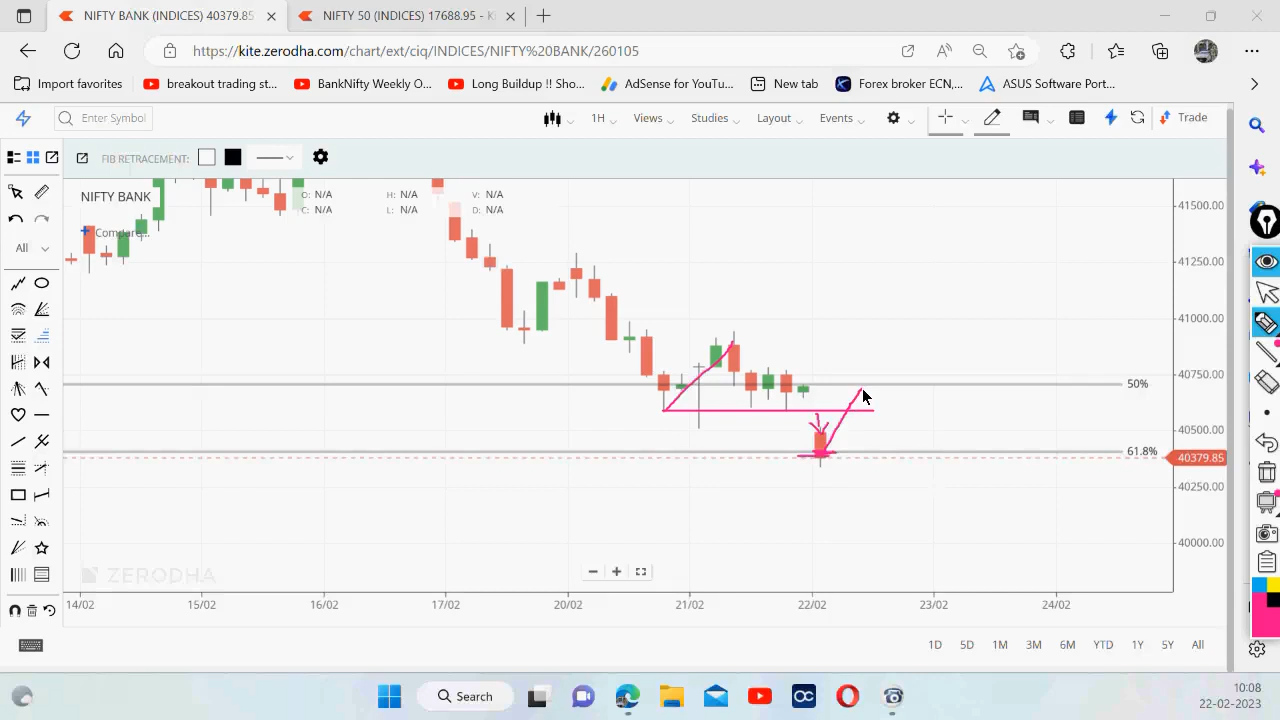 NIFTY BANK (INDICES) 40379.85
NIFTY 50 (INDICES) 17688.95 - Ki
https://kite.zerodha.com/chart/ext/ciq/INDICES/NIFTY%20BANK/260105
Import favorites
breakout trading st...
BankNifty Weekly O...
Long Buildup !! Sho...
AdSense for YouTu...
New tab
Forex broker ECN,...
ASUS Software Port...
Enter Symbol
1H
Views
Studies
Layout
Events
Trade
FIB RETRACEMENT:
NIFTY BANK
O: N/A H: N/A V: N/A
C: N/A L: N/A D: N/A
Compare...
All
41500.00
41250.00
41000.00
40750.00
50%
40500.00
61.8%
40379.85
40250.00
40000.00
ZERODHA
14/02 15/02 16/02 17/02 20/02 21/02 22/02 23/02 24/02
1D 5D 1M 3M 6M YTD 1Y 5Y All
Search
10:08
22-02-2023